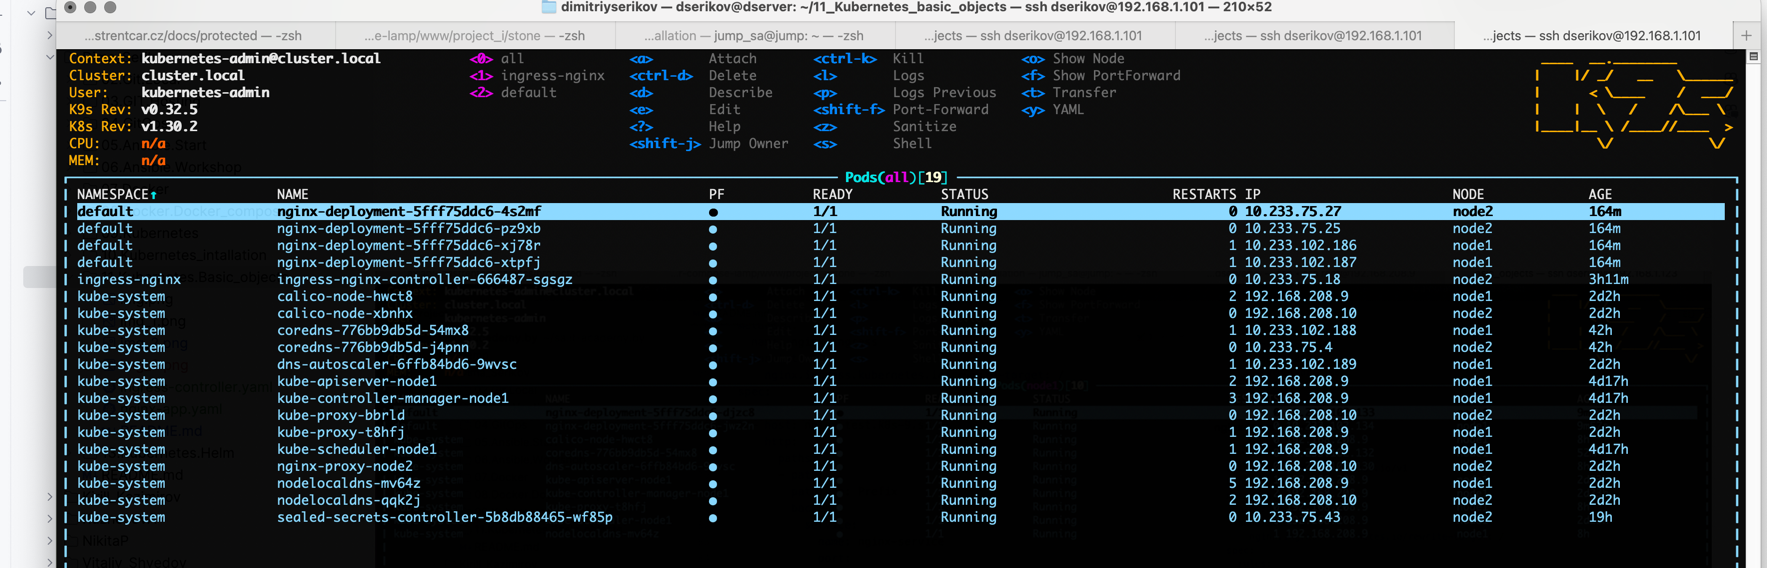 dimitriyserikov — dserikov@dserver: ~/11_Kubernetes_basic_objects — ssh dserikov@192.168.1.101 — 210×52
...strentcar.cz/docs/protected — -zsh ...e-lamp/www/project_i/stone — -zsh ...allation — jump_sa@jump: ~ — -zsh ...jects — ssh dserikov@192.168.1.101 ...jects — ssh dserikov@192.168.1.101 ...jects — ssh dserikov@192.168.1.101 +
Context: kubernetes-admin@cluster.local <0> all <a> Attach <ctrl-k> Kill <o> Show Node
Cluster: cluster.local <1> ingress-nginx <ctrl-d> Delete <l> Logs <f> Show PortForward
User: kubernetes-admin <2> default <d> Describe <p> Logs Previous <t> Transfer
K9s Rev: v0.32.5 <e> Edit <shift-f> Port-Forward <y> YAML
K8s Rev: v1.30.2 <?> Help <z> Sanitize
CPU: n/a <shift-j> Jump Owner <s> Shell
MEM: n/a
Pods(all)[19]
NAMESPACE↑ NAME PF READY STATUS RESTARTS IP NODE AGE
default nginx-deployment-5fff75ddc6-4s2mf ● 1/1 Running 0 10.233.75.27 node2 164m
default nginx-deployment-5fff75ddc6-pz9xb ● 1/1 Running 0 10.233.75.25 node2 164m
default nginx-deployment-5fff75ddc6-xj78r ● 1/1 Running 1 10.233.102.186 node1 164m
default nginx-deployment-5fff75ddc6-xtpfj ● 1/1 Running 1 10.233.102.187 node1 164m
ingress-nginx ingress-nginx-controller-666487-sgsgz ● 1/1 Running 0 10.233.75.18 node2 3h11m
kube-system calico-node-hwct8 ● 1/1 Running 2 192.168.208.9 node1 2d2h
kube-system calico-node-xbnhx ● 1/1 Running 0 192.168.208.10 node2 2d2h
kube-system coredns-776bb9db5d-54mx8 ● 1/1 Running 1 10.233.102.188 node1 42h
kube-system coredns-776bb9db5d-j4pnn ● 1/1 Running 0 10.233.75.4 node2 42h
kube-system dns-autoscaler-6ffb84bd6-9wvsc ● 1/1 Running 1 10.233.102.189 node1 2d2h
kube-system kube-apiserver-node1 ● 1/1 Running 2 192.168.208.9 node1 4d17h
kube-system kube-controller-manager-node1 ● 1/1 Running 3 192.168.208.9 node1 4d17h
kube-system kube-proxy-bbrld ● 1/1 Running 0 192.168.208.10 node2 2d2h
kube-system kube-proxy-t8hfj ● 1/1 Running 1 192.168.208.9 node1 2d2h
kube-system kube-scheduler-node1 ● 1/1 Running 1 192.168.208.9 node1 4d17h
kube-system nginx-proxy-node2 ● 1/1 Running 0 192.168.208.10 node2 2d2h
kube-system nodelocaldns-mv64z ● 1/1 Running 5 192.168.208.9 node1 2d2h
kube-system nodelocaldns-qqk2j ● 1/1 Running 2 192.168.208.10 node2 2d2h
kube-system sealed-secrets-controller-5b8db88465-wf85p ● 1/1 Running 0 10.233.75.43 node2 19h
NikitaP